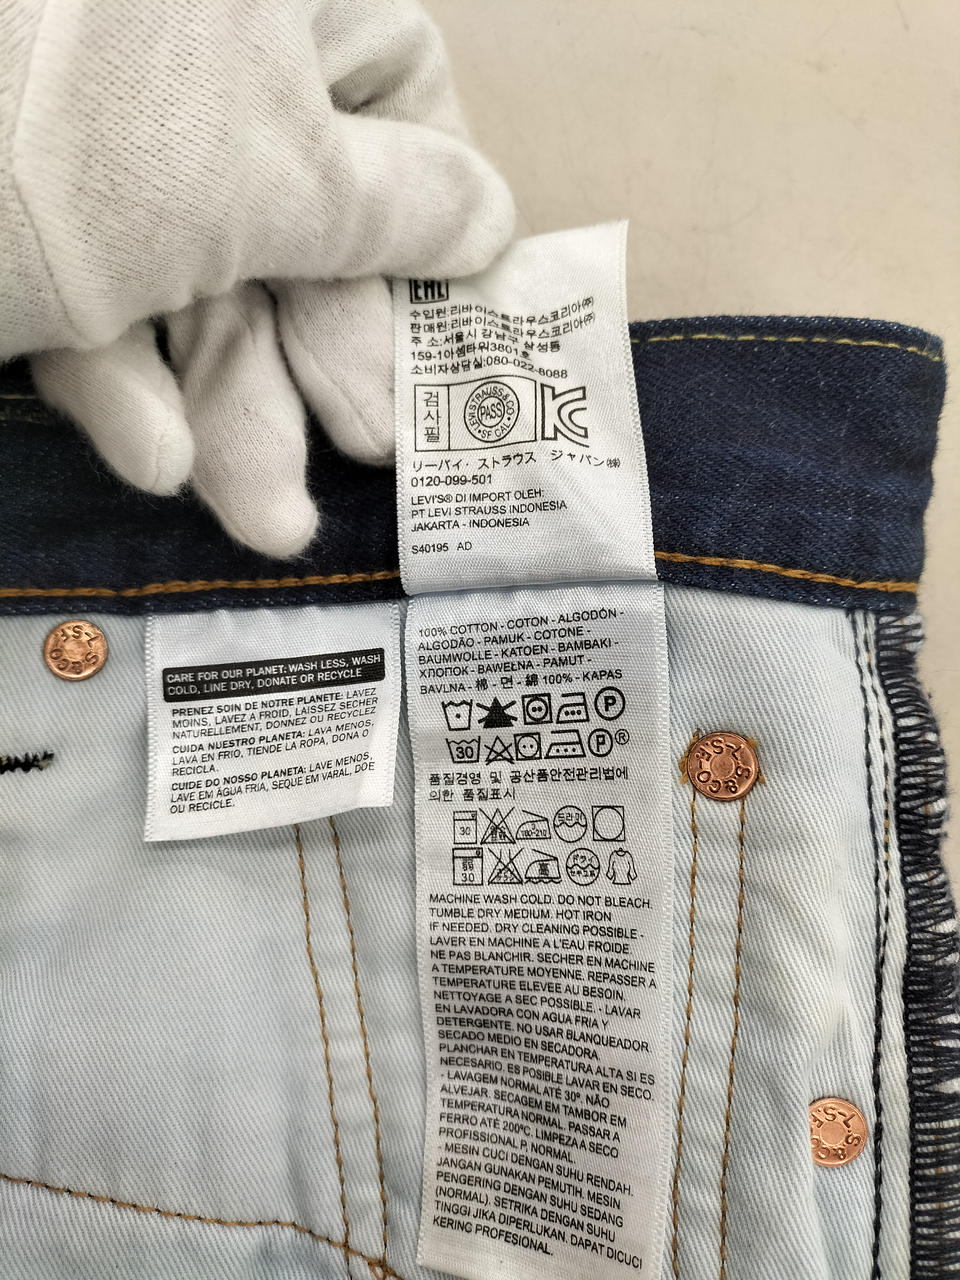 EAC
수입원:리바이스트라우스코리아㈜
판매원:리바이스트라우스코리아㈜
주 소:서울시 강남구 삼성동
159-1아셈타워3801호
소비자상담실:080-022-8088
검사필
LEVI STRAUSS & CO
PASS
SF CAL
リーバイ・ストラウス ジャパン㈱
0120-099-501
LEVI'S® DI IMPORT OLEH:
PT LEVI STRAUSS INDONESIA
JAKARTA - INDONESIA
S40195 AD
CARE FOR OUR PLANET: WASH LESS, WASH
COLD, LINE DRY, DONATE OR RECYCLE
PRENEZ SOIN DE NOTRE PLANETE: LAVEZ
MOINS, LAVEZ A FROID, LAISSEZ SECHER
NATURELLEMENT, DONNEZ OU RECYCLEZ
CUIDA NUESTRO PLANETA: LAVA MENOS,
LAVA EN FRIO, TIENDE LA ROPA, DONA O
RECICLA.
CUIDE DO NOSSO PLANETA: LAVE MENOS,
LAVE EM ÁGUA FRIA, SEQUE EM VARAL, DOE
OU RECICLE.
100% COTTON - COTON - ALGODÓN -
ALGODÃO - PAMUK - COTONE -
BAUMWOLLE - KATOEN - BAMBAKI -
ХЛОПОК - BAWEŁNA - PAMUT -
BAVLNA - 棉 - 면 - 綿 100% - KAPAS
P
30 P®
품질경영 및 공산품안전관리법에
의한 품질표시
30 180-210 드라이
30 高 ドライ
MACHINE WASH COLD. DO NOT BLEACH.
TUMBLE DRY MEDIUM. HOT IRON
IF NEEDED. DRY CLEANING POSSIBLE -
LAVER EN MACHINE A L'EAU FROIDE.
NE PAS BLANCHIR. SECHER EN MACHINE
A TEMPERATURE MOYENNE. REPASSER A
TEMPERATURE ELEVEE AU BESOIN.
NETTOYAGE A SEC POSSIBLE. - LAVAR
EN LAVADORA CON AGUA FRIA Y
DETERGENTE. NO USAR BLANQUEADOR.
SECADO MEDIO EN SECADORA.
PLANCHAR EN TEMPERATURA ALTA SI ES
NECESARIO. ES POSIBLE LAVAR EN SECO.
- LAVAGEM NORMAL ATÉ 30º. NÃO
ALVEJAR. SECAGEM EM TAMBOR EM
TEMPERATURA NORMAL. PASSAR A
FERRO ATÉ 200ºC. LIMPEZA A SECO
PROFISSIONAL P, NORMAL
- MESIN CUCI DENGAN SUHU RENDAH.
JANGAN GUNAKAN PEMUTIH. MESIN
PENGERING DENGAN SUHU SEDANG
(NORMAL). SETRIKA DENGAN SUHU
TINGGI JIKA DIPERLUKAN. DAPAT DICUCI
KERING PROFESIONAL.
L.S.F. S&CO.
L.S.F. S&CO.
L.S.F. S&CO.